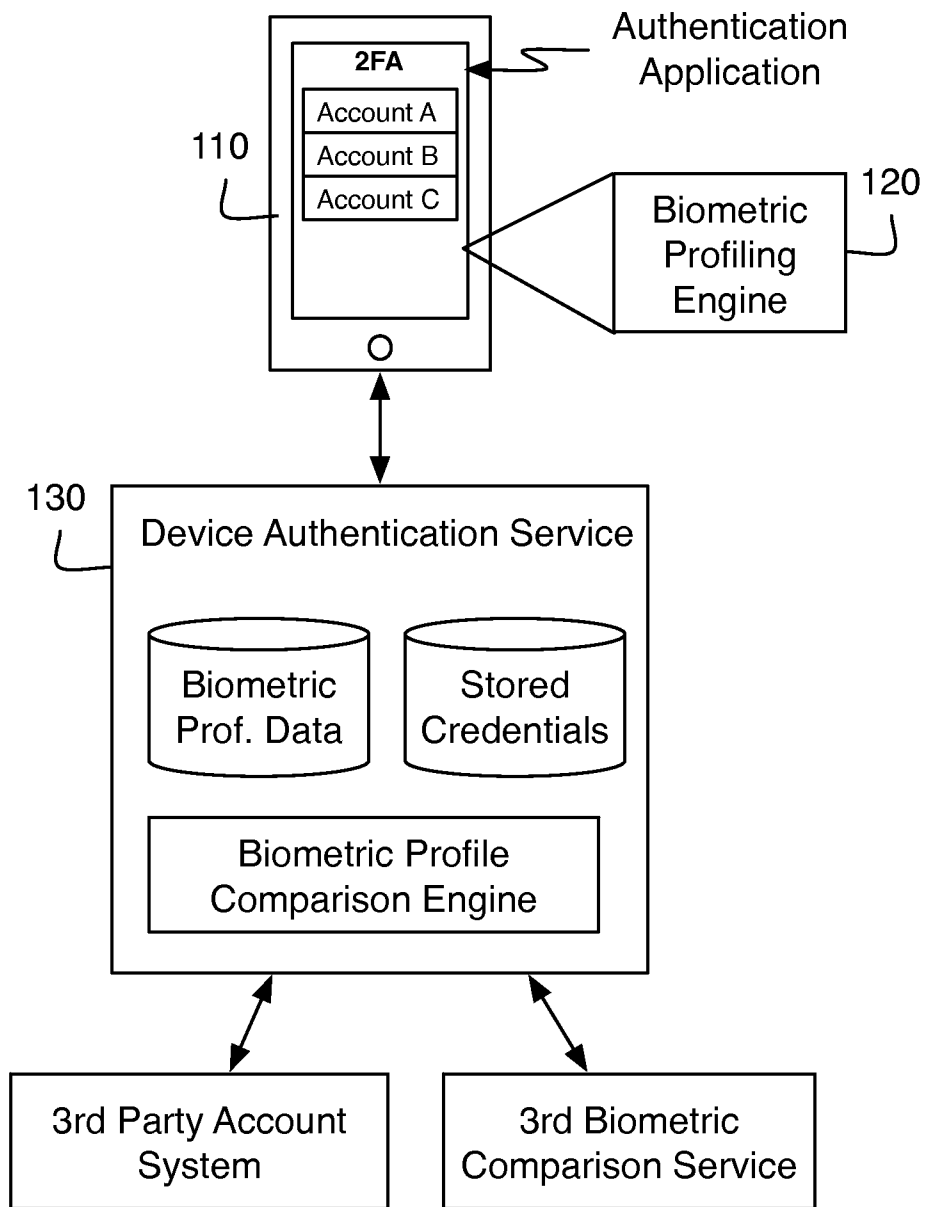 Authentication
Application
2FA
Account A
Account B
Account C
110
120
Biometric
Profiling
Engine
130
Device Authentication Service
Biometric
Prof. Data
Stored
Credentials
Biometric Profile
Comparison Engine
3rd Party Account
System
3rd Biometric
Comparison Service